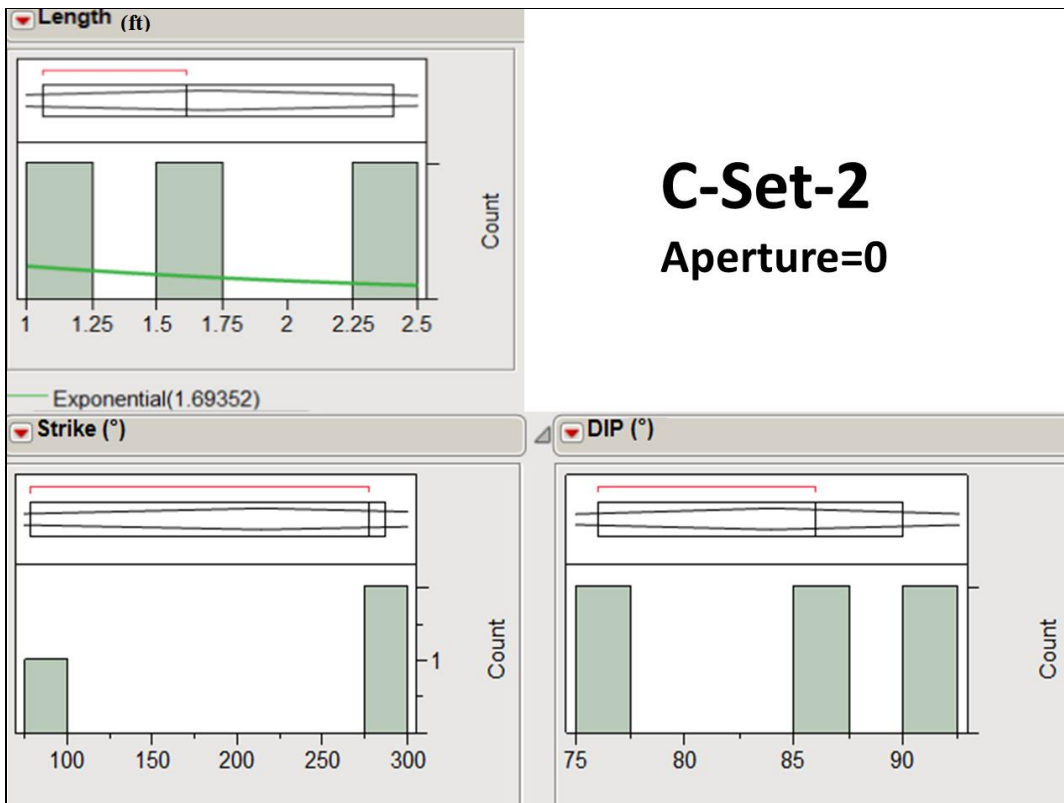 Length (ft)
Count
1 1.25 1.5 1.75 2 2.25 2.5
Exponential(1.69352)
C-Set-2
Aperture=0
Strike (°)
1
Count
100 150 200 250 300
DIP (°)
Count
75 80 85 90